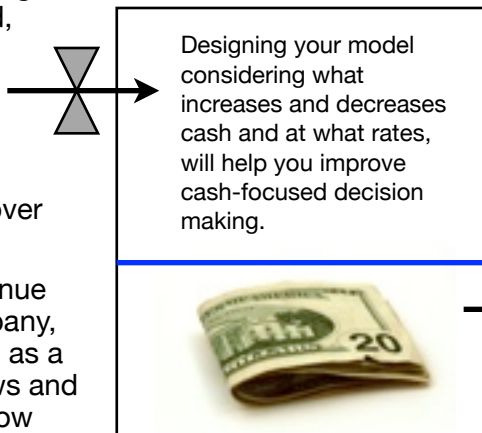 l,
Designing your model
considering what
increases and decreases
cash and at what rates,
will help you improve
cash-focused decision
making.
over
nue
pany,
as a
ws and
ow
20